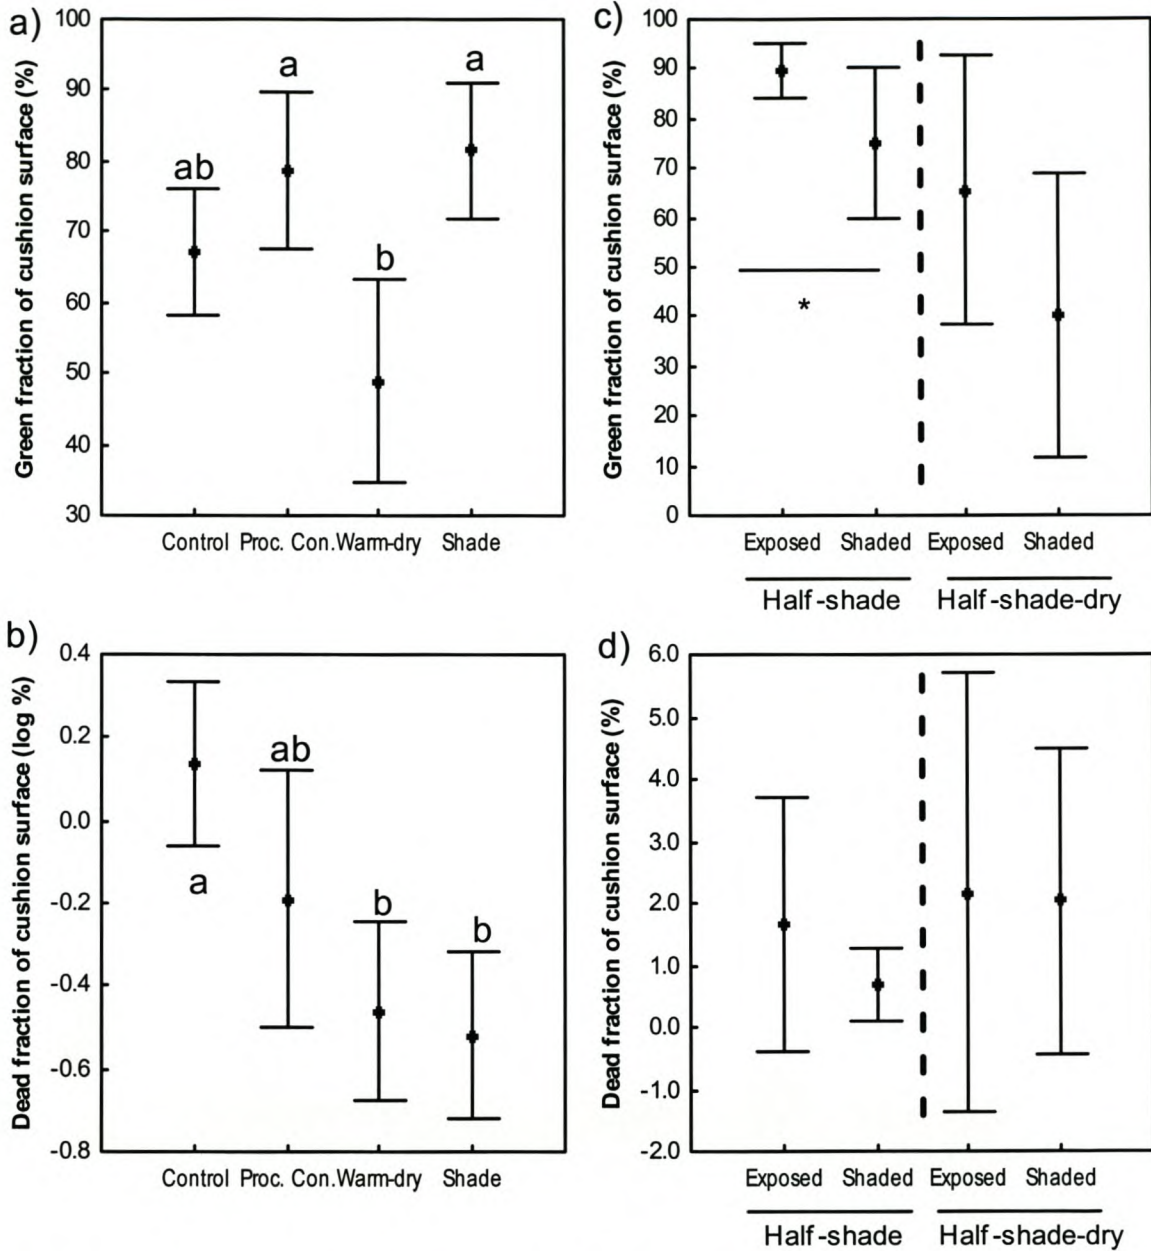 a)
Green fraction of cushion surface (%)
100
90
80
70
60
50
40
30
ab
a
b
a
Control Proc. Con. Warm-dry Shade
c)
Green fraction of cushion surface (%)
100
90
80
70
60
50
40
30
20
10
0
*
Exposed Shaded Exposed Shaded
Half-shade Half-shade-dry
b)
Dead fraction of cushion surface (log %)
0.4
0.2
0.0
-0.2
-0.4
-0.6
-0.8
a
ab
b
b
Control Proc. Con. Warm-dry Shade
d)
Dead fraction of cushion surface (%)
6.0
5.0
4.0
3.0
2.0
1.0
0.0
-1.0
-2.0
Exposed Shaded Exposed Shaded
Half-shade Half-shade-dry